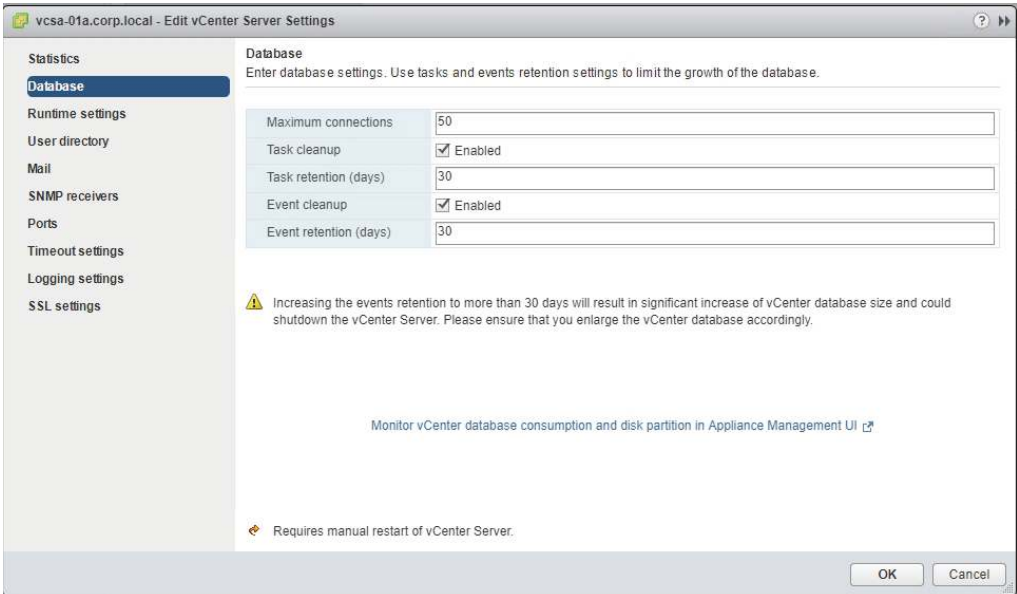 vcsa-01a.corp.local - Edit vCenter Server Settings
Statistics
Database
Runtime settings
User directory
Mail
SNMP receivers
Ports
Timeout settings
Logging settings
SSL settings
Database
Enter database settings. Use tasks and events retention settings to limit the growth of the database.
Maximum connections 50
Task cleanup Enabled
Task retention (days) 30
Event cleanup Enabled
Event retention (days) 30
Increasing the events retention to more than 30 days will result in significant increase of vCenter database size and could
shutdown the vCenter Server. Please ensure that you enlarge the vCenter database accordingly.
Monitor vCenter database consumption and disk partition in Appliance Management UI
Requires manual restart of vCenter Server.
OK Cancel